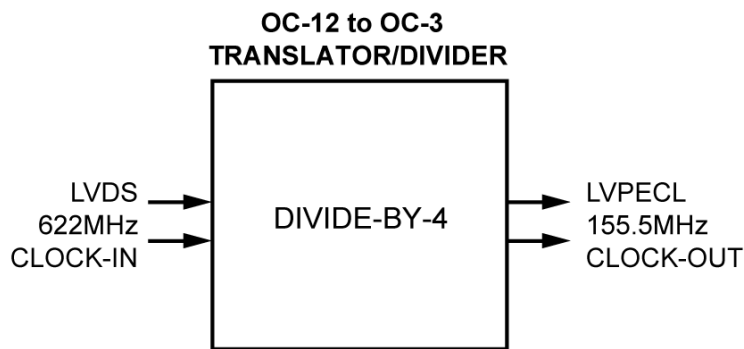 OC-12 to OC-3
TRANSLATOR/DIVIDER
LVDS
622MHz
CLOCK-IN
DIVIDE-BY-4
LVPECL
155.5MHz
CLOCK-OUT